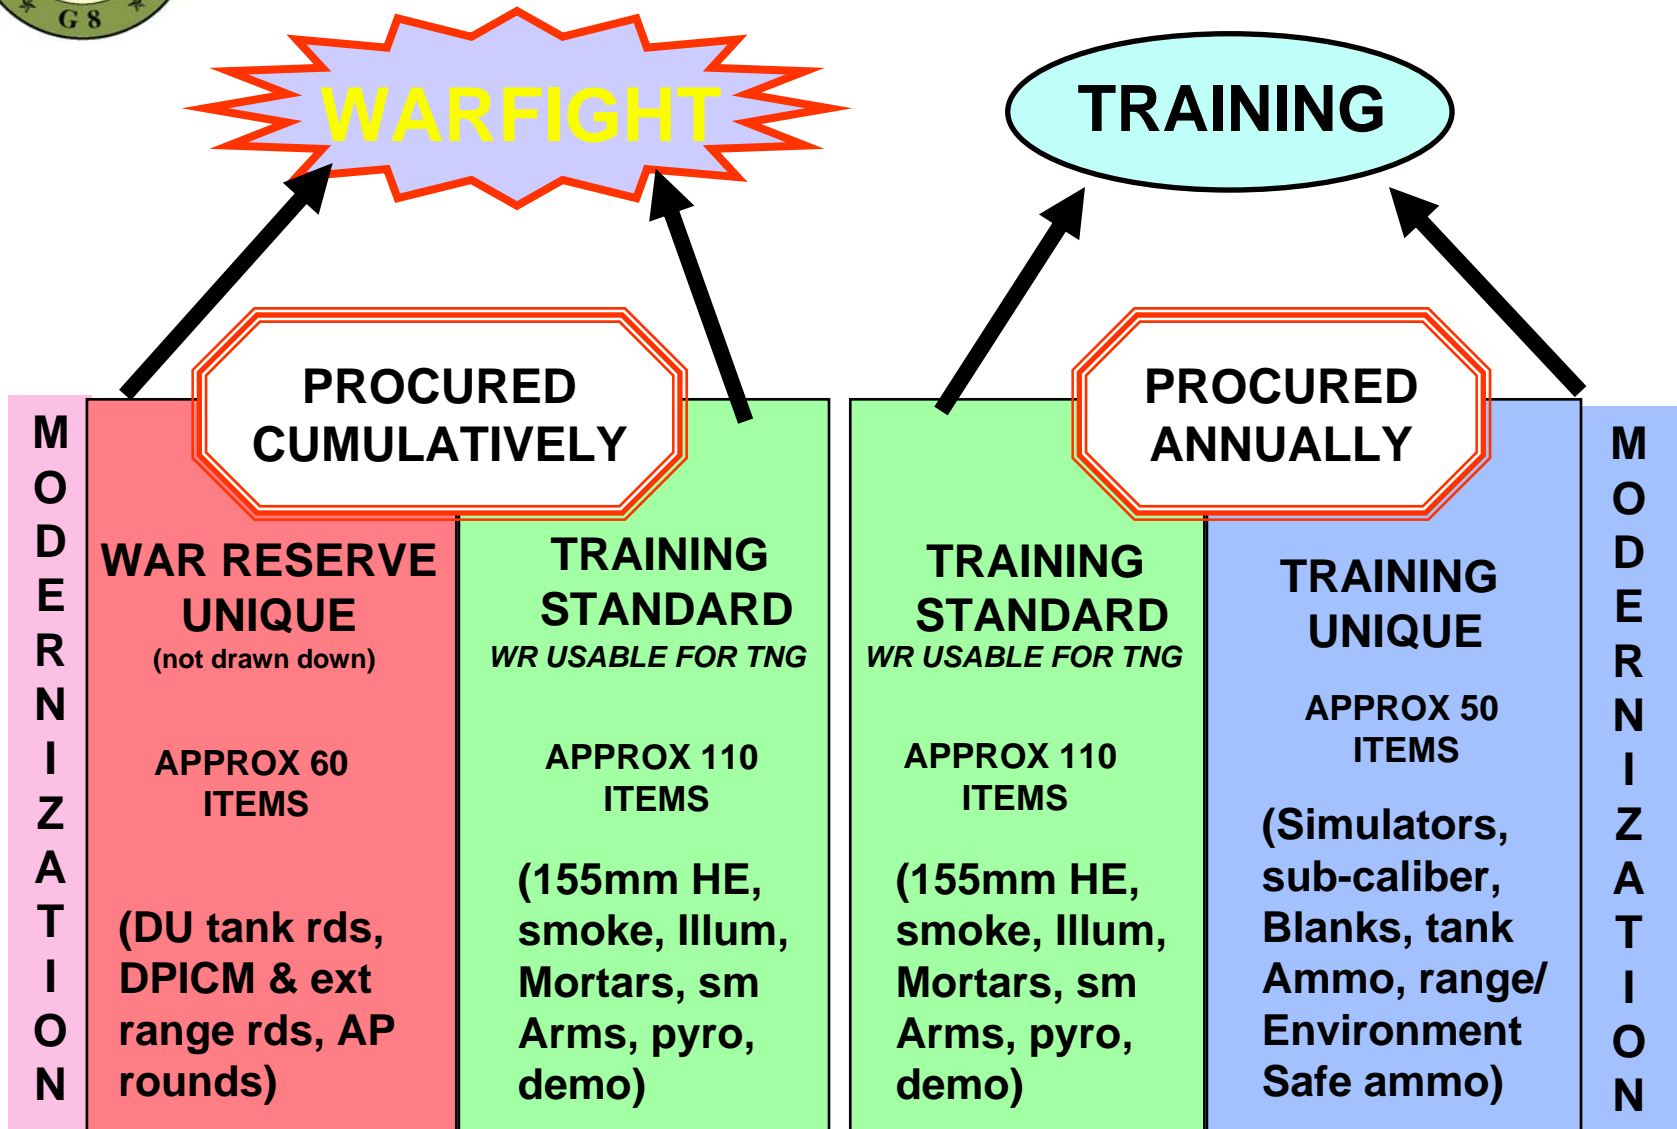 G 8
WARFIGHT
TRAINING
PROCURED
CUMULATIVELY
PROCURED
ANNUALLY
M
O
D
E
R
N
I
Z
A
T
I
O
N
WAR RESERVE
UNIQUE
(not drawn down)
APPROX 60
ITEMS
(DU tank rds,
DPICM & ext
range rds, AP
rounds)
TRAINING
STANDARD
WR USABLE FOR TNG
APPROX 110
ITEMS
(155mm HE,
smoke, Illum,
Mortars, sm
Arms, pyro,
demo)
TRAINING
STANDARD
WR USABLE FOR TNG
APPROX 110
ITEMS
(155mm HE,
smoke, Illum,
Mortars, sm
Arms, pyro,
demo)
TRAINING
UNIQUE
APPROX 50
ITEMS
(Simulators,
sub-caliber,
Blanks, tank
Ammo, range/
Environment
Safe ammo)
M
O
D
E
R
N
I
Z
A
T
I
O
N